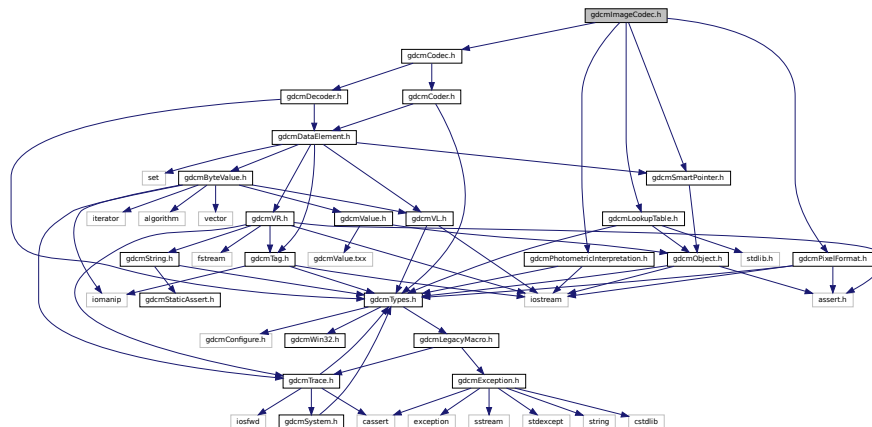 gdcmImageCodec.h
gdcmCodec.h
gdcmDecoder.h
gdcmCoder.h
gdcmDataElement.h
set
gdcmByteValue.h
gdcmSmartPointer.h
iterator
algorithm
vector
gdcmVR.h
gdcmValue.h
gdcmVL.h
gdcmLookupTable.h
gdcmString.h
fstream
gdcmTag.h
gdcmValue.txx
gdcmPhotometricInterpretation.h
gdcmObject.h
stdlib.h
gdcmPixelFormat.h
iomanip
gdcmStaticAssert.h
gdcmTypes.h
iostream
assert.h
gdcmConfigure.h
gdcmWin32.h
gdcmLegacyMacro.h
gdcmTrace.h
gdcmException.h
iosfwd
gdcmSystem.h
cassert
exception
sstream
stdexcept
string
cstdlib